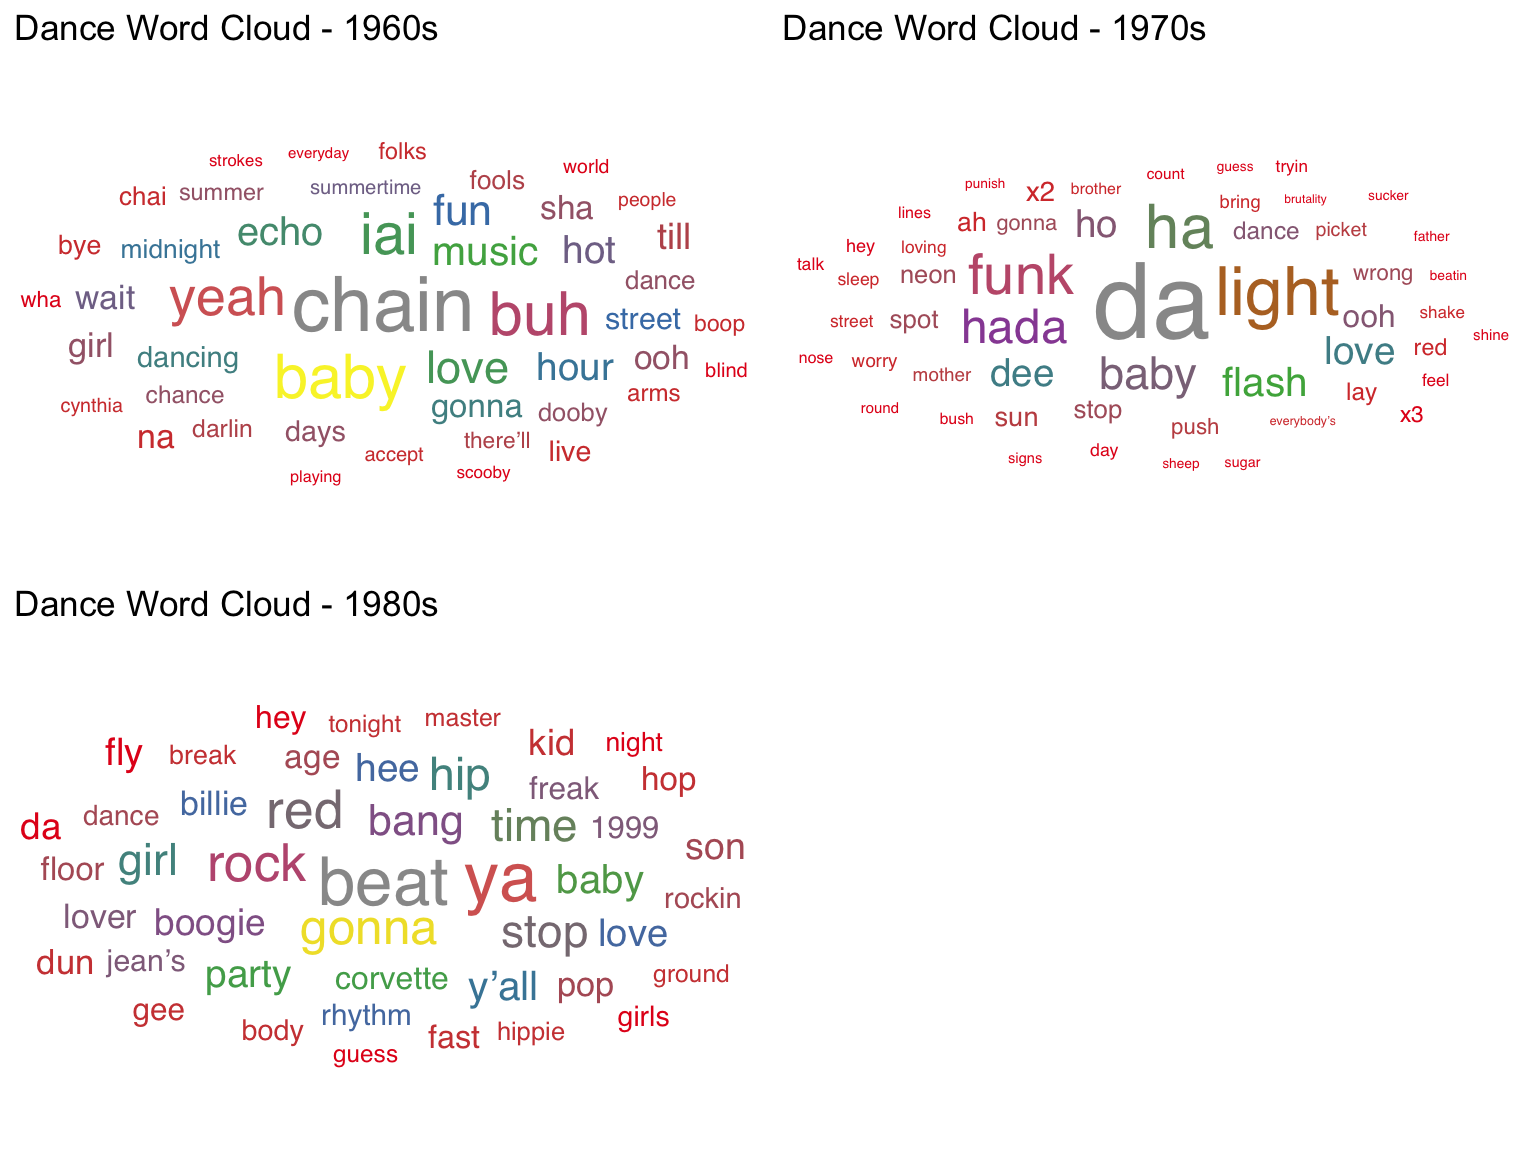 Dance Word Cloud - 1960s
strokes everyday folks world
chai summer summertime fools
fun sha people
bye midnight echo iai music hot till
dance
wha wait yeah chain buh street boop
girl dancing baby love hour ooh blind
cynthia chance gonna dooby arms
na darlin days there'll live
accept
playing scooby
Dance Word Cloud - 1970s
count guess tryin
punish x2 brother bring brutality sucker
lines ah gonna ho ha dance picket father
hey loving
talk sleep neon funk da light wrong beatin
street spot hada ooh shake
nose worry mother dee baby flash love red shine
lay feel
round bush sun stop push everybody's x3
signs day sheep sugar
Dance Word Cloud - 1980s
hey tonight master
fly break age hee hip kid night
freak hop
da dance billie red bang time 1999
floor girl rock beat ya baby son
rockin
lover boogie gonna stop love
dun jean's party corvette y'all pop ground
gee body rhythm fast hippie girls
guess